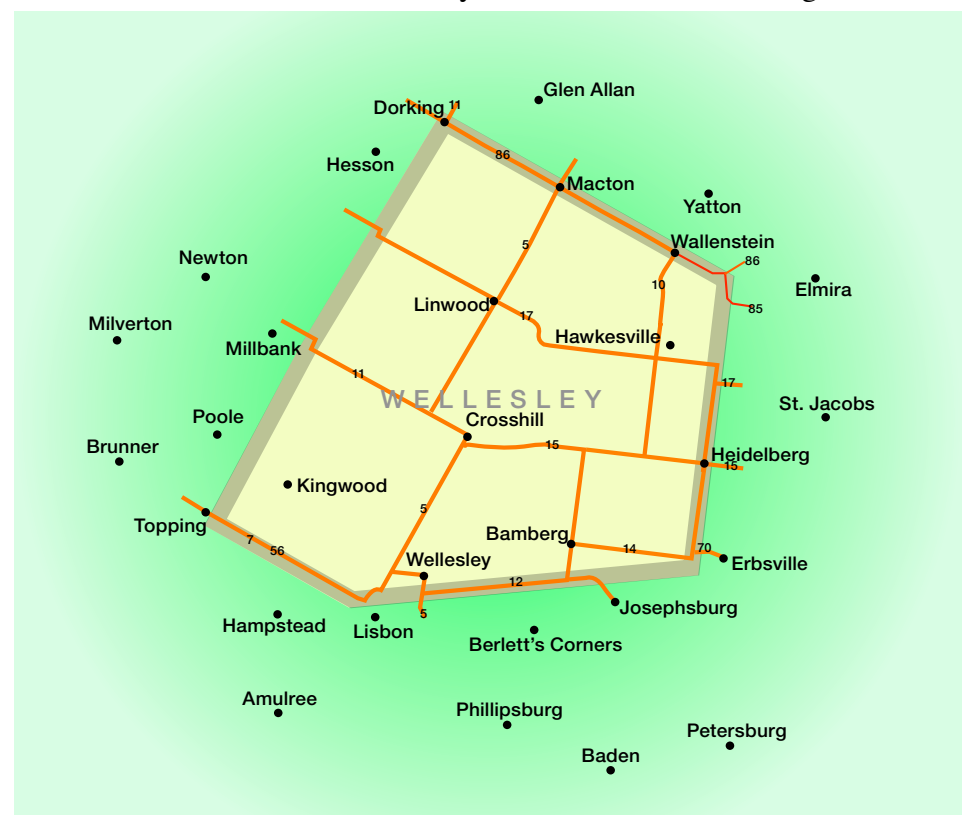 Glen Allan
Dorking
11
86
Hesson
Macton
Yatton
Wallenstein
5
Newton
86
10
Elmira
Linwood
85
17
Milverton
Hawkesville
Millbank
11
17
WELLESLEY
St. Jacobs
Poole
Crosshill
Brunner
15
Heidelberg
15
Kingwood
5
Topping
7
56
Bamberg
14
70
Wellesley
Erbsville
12
5
Josephsburg
Hampstead
Lisbon
Berlett's Corners
Amulree
Phillipsburg
Petersburg
Baden